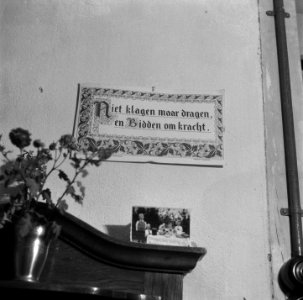 Niet klagen maar dragen,
en Bidden om kracht.